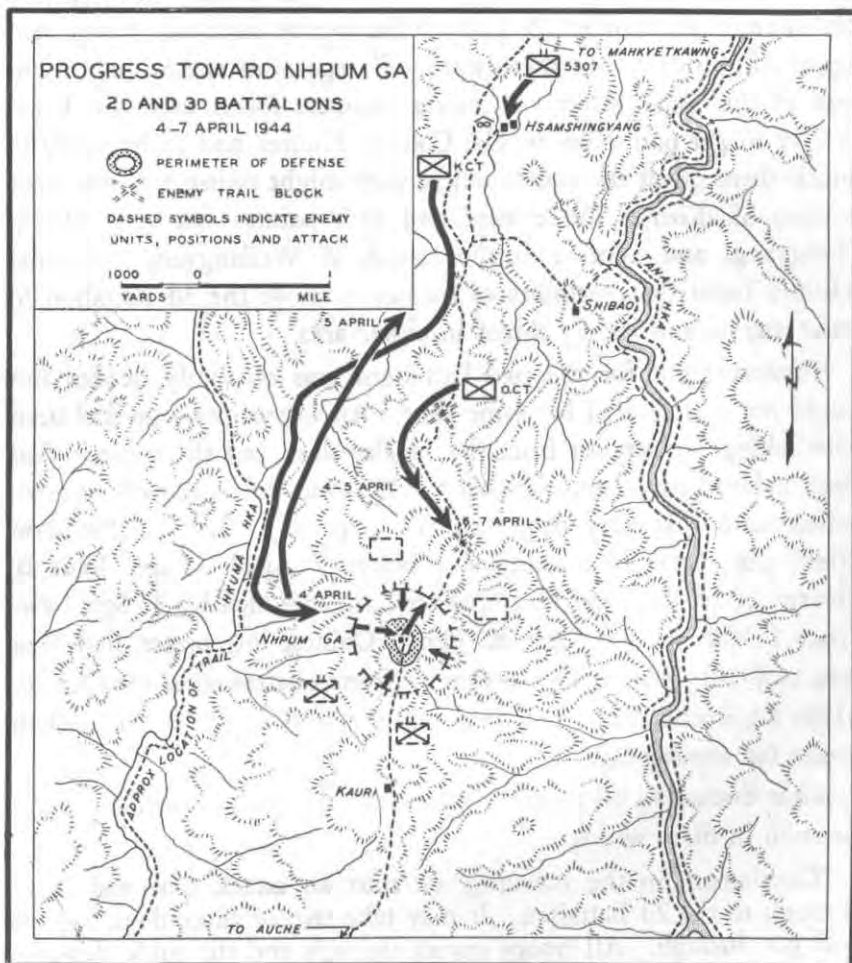 PROGRESS TOWARD NHPUM GA
2D AND 3D BATTALIONS
4-7 APRIL 1944
PERIMETER OF DEFENSE
ENEMY TRAIL BLOCK
DASHED SYMBOLS INDICATE ENEMY
UNITS, POSITIONS AND ATTACK
1000 1
YARDS MILE
TO MAHKYETKAWNG
5307
HSAMSHINGYANG
KCT
TANAI HKA
SHIBAO
N
5 APRIL
OCT
4-5 APRIL
6-7 APRIL
HKUMA HKA
4 APRIL
NHPUM GA
APPROX LOCATION OF TRAIL
KAURI
TO AUCHE